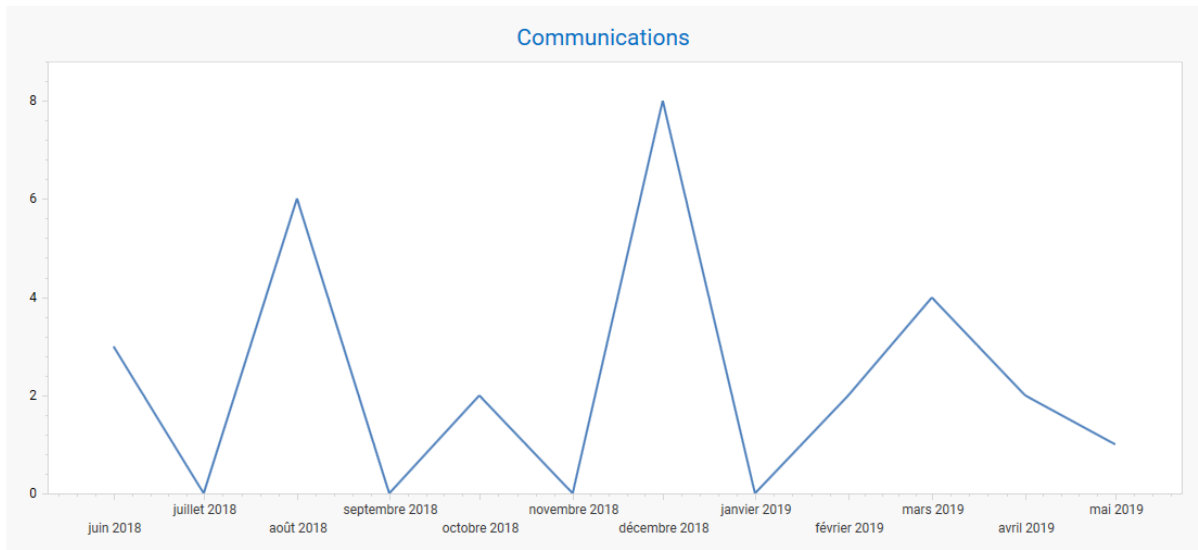 Communications
8
6
4
2
0
juin 2018
juillet 2018
août 2018
septembre 2018
octobre 2018
novembre 2018
décembre 2018
janvier 2019
février 2019
mars 2019
avril 2019
mai 2019